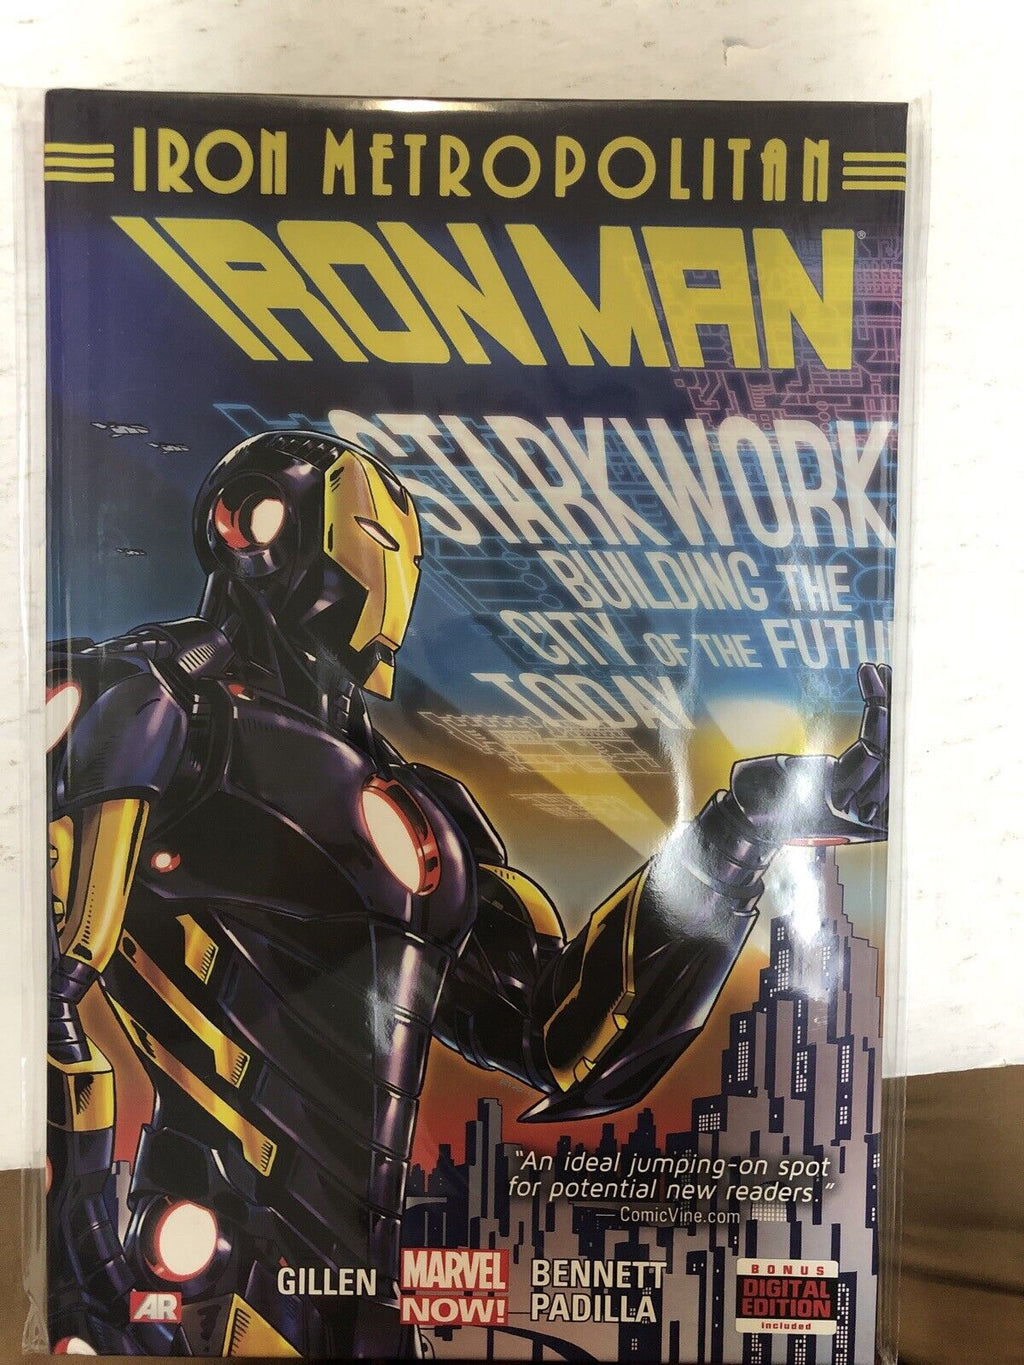 IRON METROPOLITAN
IRON MAN®
STARKWORK
BUILDING THE
CITY OF THE FUTU
TODAY
"An ideal jumping-on spot
for potential new readers."
—ComicVine.com
GILLEN
MARVEL
NOW!
BENNETT
PADILLA
AR
BONUS
DIGITAL
EDITION
included